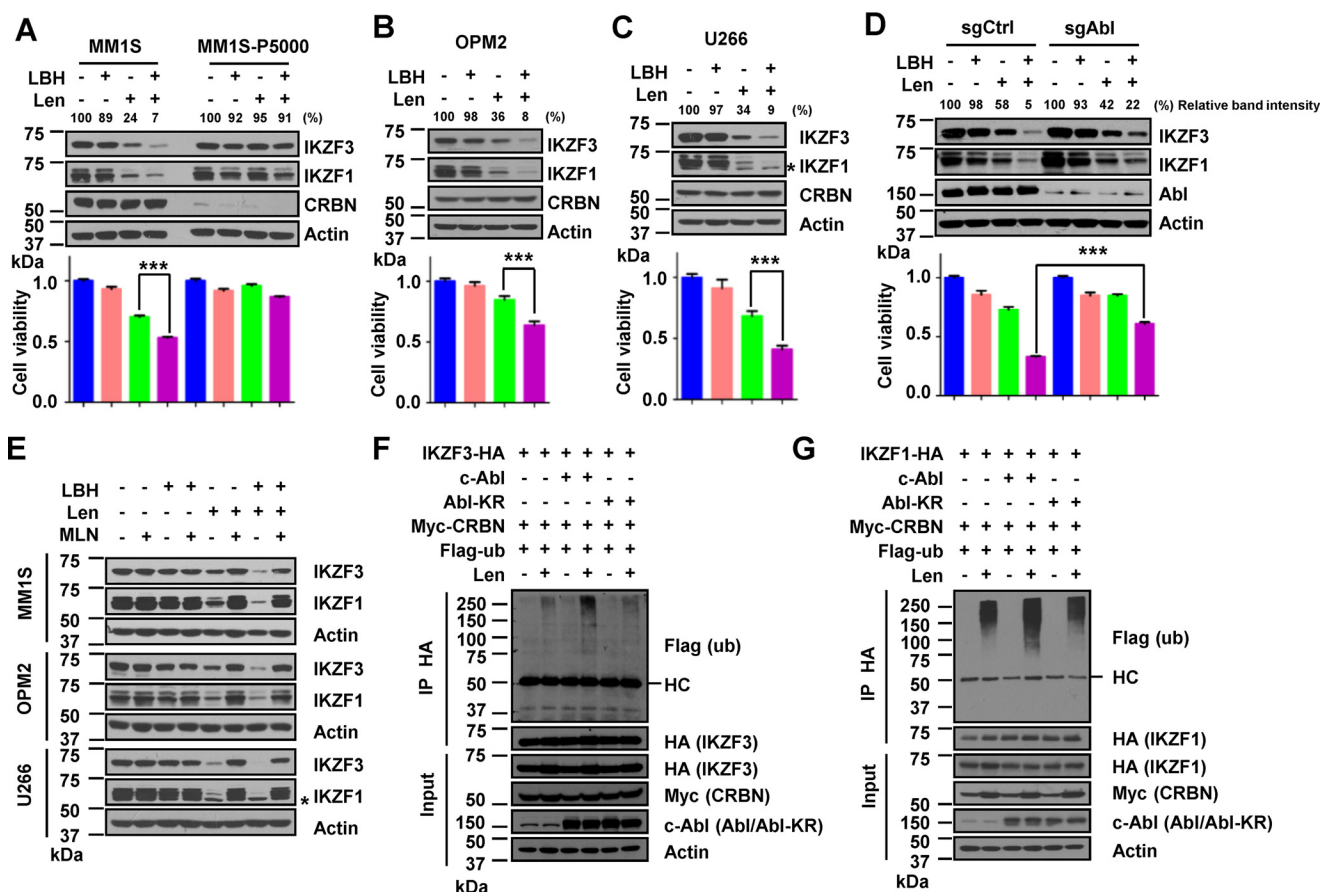 A
MM1S MM1S-P5000
LBH - + - + - + - +
Len - - + + - - + +
100 89 24 7 100 92 95 91 (%)
75 IKZF3
75 IKZF1
50 CRBN
50 Actin
37
kDa
Cell viability
1.0
0.5
0.0
***
B
OPM2
LBH - + - +
Len - - + +
100 98 36 8 (%)
75 IKZF3
75 IKZF1
50 CRBN
50 Actin
37
Cell viability
1.0
0.5
0.0
***
C
U266
LBH - + - +
Len - - + +
100 97 34 9 (%)
75 IKZF3
75 * IKZF1
50 CRBN
50 Actin
37
Cell viability
1.0
0.5
0.0
***
D
sgCtrl sgAbl
LBH - + - + - + - +
Len - - + + - - + +
100 98 58 5 100 93 42 22 (%) Relative band intensity
75 IKZF3
75 IKZF1
150 Abl
50 Actin
37
kDa
Cell viability
1.0
0.5
0.0
***
E
LBH - - + + - - + +
Len - - - - + + + +
MLN - + - + - + - +
MM1S
75 IKZF3
75 IKZF1
50 Actin
37
OPM2
75 IKZF3
75 IKZF1
50 Actin
37
U266
75 IKZF3
75
50 * IKZF1
50 Actin
37
kDa
F
IKZF3-HA + + + + + +
c-Abl + +
Abl-KR + +
Myc-CRBN + + + + + +
Flag-ub + + + + + +
Len - + - + - +
IP HA
250
150
100 Flag (ub)
75
50 HC
37
75 HA (IKZF3)
Input
75 HA (IKZF3)
50 Myc (CRBN)
150 c-Abl (Abl/Abl-KR)
50 Actin
37
kDa
G
IKZF1-HA + + + + + +
c-Abl + +
Abl-KR + +
Myc-CRBN + + + + + +
Flag-ub + + + + + +
Len - + - + - +
IP HA
250
150
100 Flag (ub)
75
50 HC
37
75 HA (IKZF1)
Input
75 HA (IKZF1)
50 Myc (CRBN)
150 c-Abl (Abl/Abl-KR)
50 Actin
37
kDa